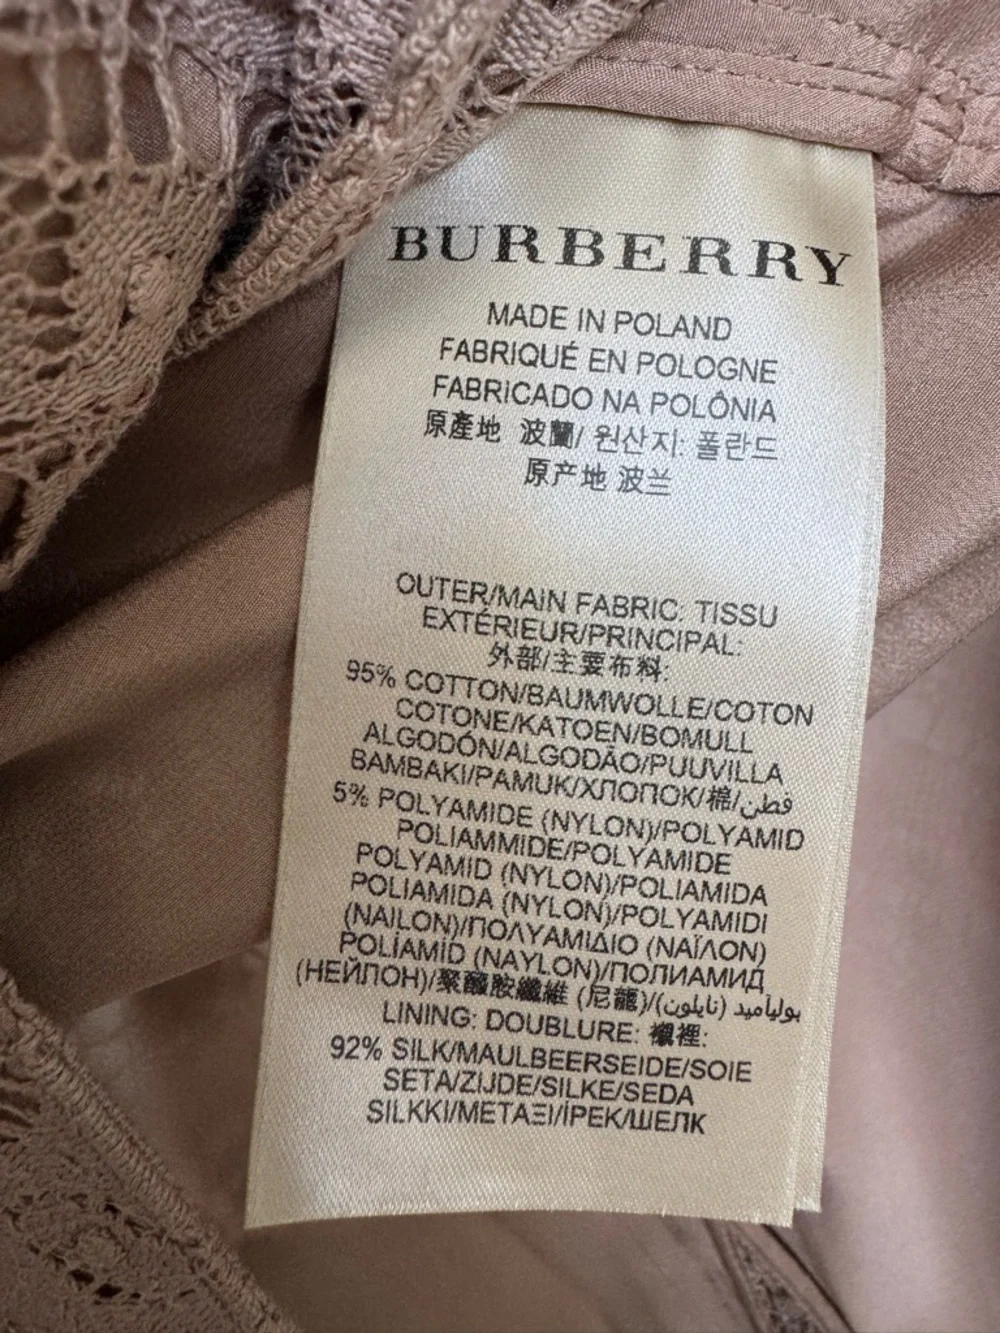 BURBERRY
MADE IN POLAND
FABRIQUÉ EN POLOGNE
FABRICADO NA POLÔNIA
原產地 波蘭/ 원산지: 폴란드
原产地 波兰
OUTER/MAIN FABRIC: TISSU
EXTÉRIEUR/PRINCIPAL:
外部/主要布料:
95% COTTON/BAUMWOLLE/COTON
COTONE/KATOEN/BOMULL
ALGODÓN/ALGODÃO/PUUVILLA
BAMBAKI/PAMUK/ХЛОПОК/棉/قطن
5% POLYAMIDE (NYLON)/POLYAMID
POLIAMMIDE/POLYAMIDE
POLYAMID (NYLON)/POLIAMIDA
POLIAMIDA (NYLON)/POLYAMIDI
(NAILON)/ΠΟΛΥΑΜΙΔΙΟ (ΝΑΪΛΟΝ)
POLİAMİD (NAYLON)/ПОЛИАМИД
(НЕЙЛОН)/聚醯胺纖維 (尼龍)/بولياميد (نايلون)
LINING: DOUBLURE: 襯裡:
92% SILK/MAULBEERSEIDE/SOIE
SETA/ZIJDE/SILKE/SEDA
SILKKI/ΜΕΤΑΞΙ/İPEK/ШЕЛК